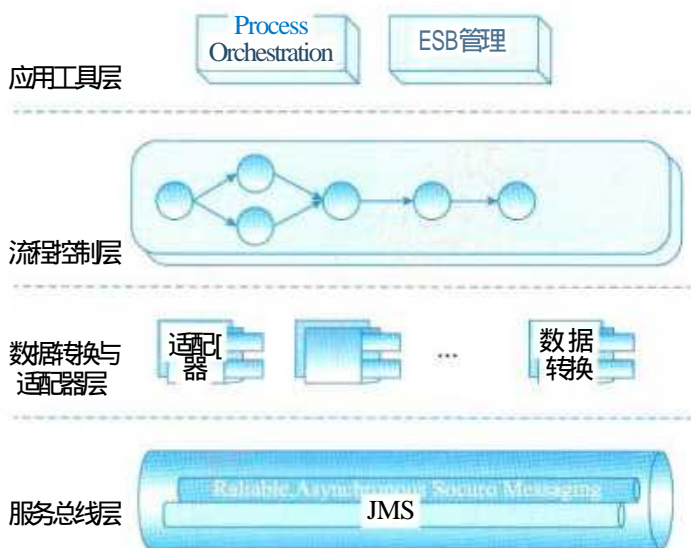 Process
Orchestration
ESB管理
应用工具层
流程控制层
数据转换与
适配器层
适配[
器
...
数据
转换
Raliable,Asynchronous Socuro Messaging
JMS
服务总线层